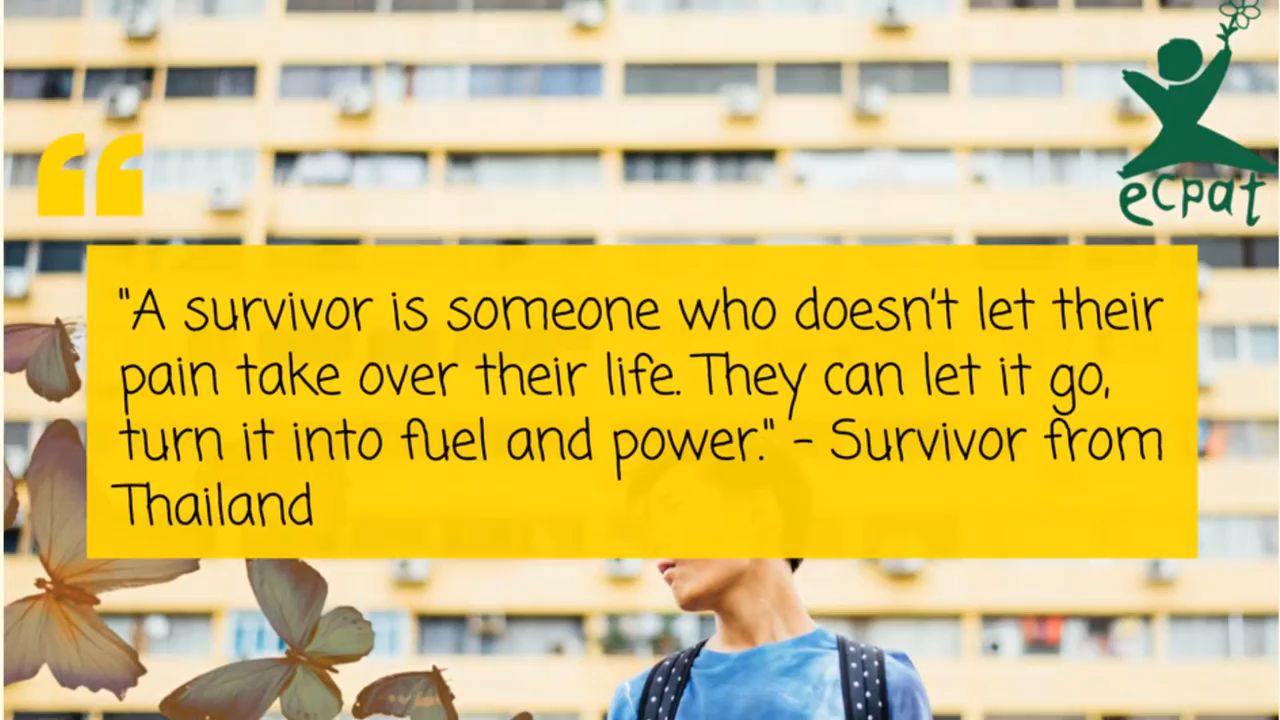 ecpat
"A survivor is someone who doesn't let their
pain take over their life. They can let it go,
turn it into fuel and power." - Survivor from
Thailand